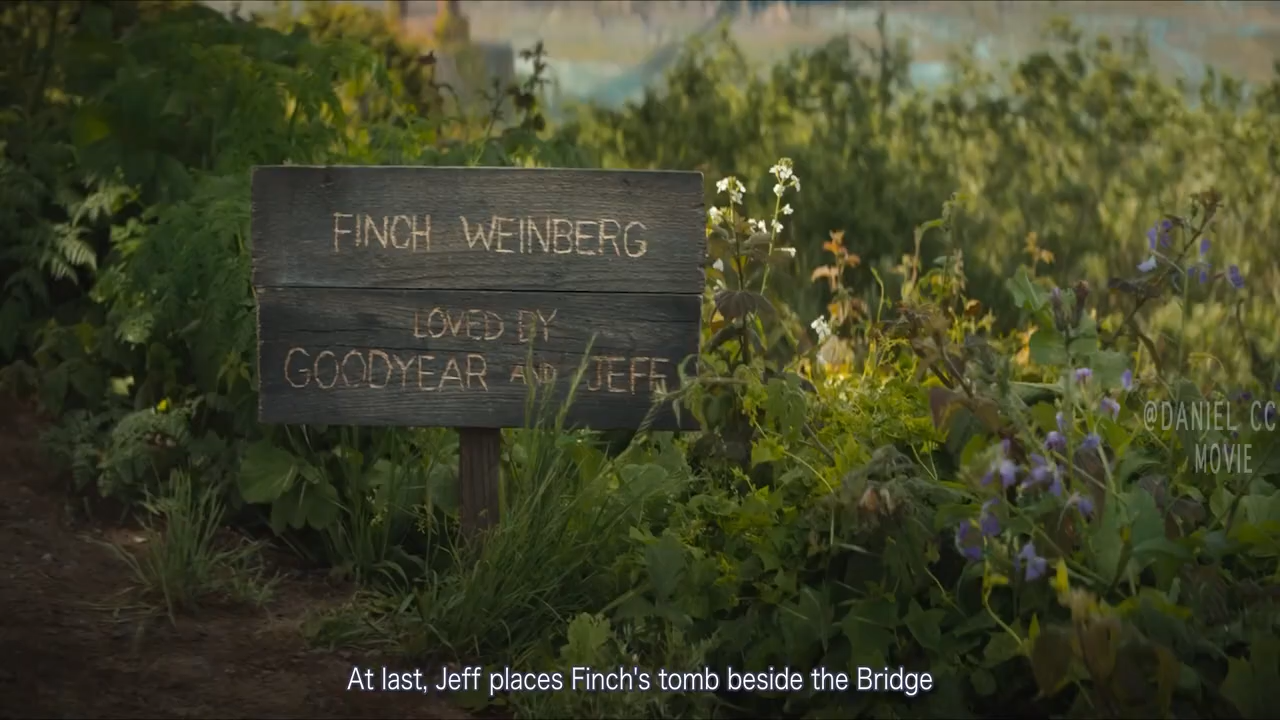 FINCH WEINBERG
LOVED BY
GOODYEAR AND JEFF
@DANIEL CC
MOVIE
At last, Jeff places Finch's tomb beside the Bridge